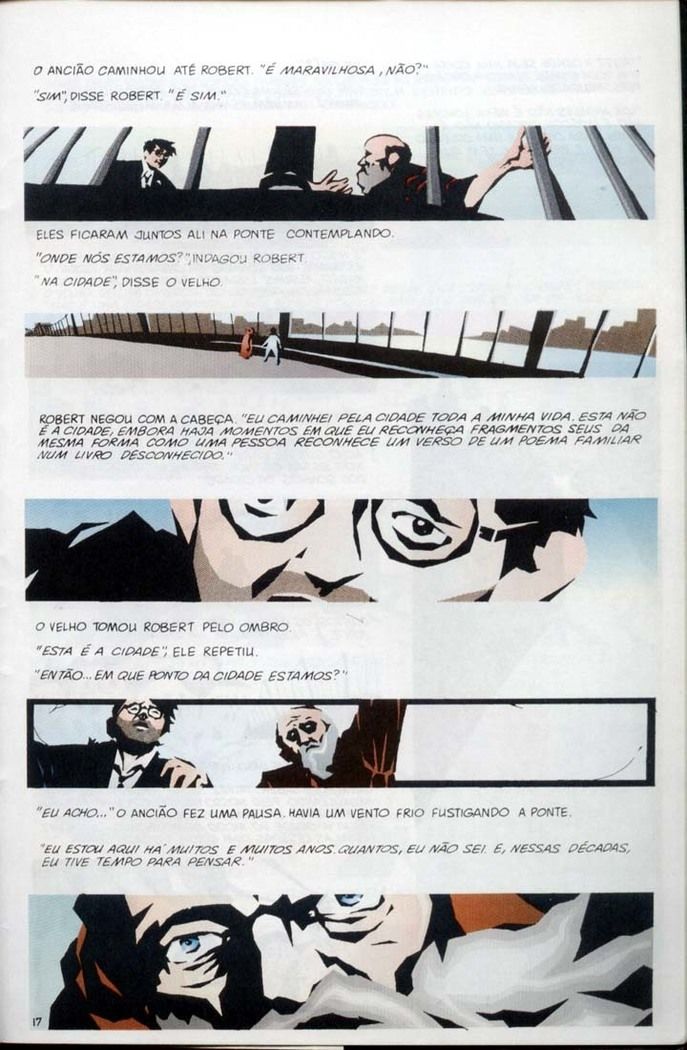 O ANCIÃO CAMINHOU ATÉ ROBERT. "É MARAVILHOSA, NÃO?"
"SIM", DISSE ROBERT. "É SIM."
ELES FICARAM JUNTOS ALI NA PONTE CONTEMPLANDO.
"ONDE NÓS ESTAMOS?", INDAGOU ROBERT.
"NA CIDADE", DISSE O VELHO.
ROBERT NEGOU COM A CABEÇA. "EU CAMINHEI PELA CIDADE TODA A MINHA VIDA. ESTA NÃO
É A CIDADE, EMBORA HAJA MOMENTOS EM QUE EU RECONHEÇA FRAGMENTOS SEUS DA
MESMA FORMA COMO UMA PESSOA RECONHECE UM VERSO DE UM POEMA FAMILIAR
NUM LIVRO DESCONHECIDO."
O VELHO TOMOU ROBERT PELO OMBRO.
"ESTA É A CIDADE", ELE REPETIU.
"ENTÃO... EM QUE PONTO DA CIDADE ESTAMOS?"
"EU ACHO..." O ANCIÃO FEZ UMA PAUSA. HAVIA UM VENTO FRIO FUSTIGANDO A PONTE.
"EU ESTOU AQUI HÁ MUITOS E MUITOS ANOS. QUANTOS, EU NÃO SEI. E, NESSAS DÉCADAS,
EU TIVE TEMPO PARA PENSAR."
17